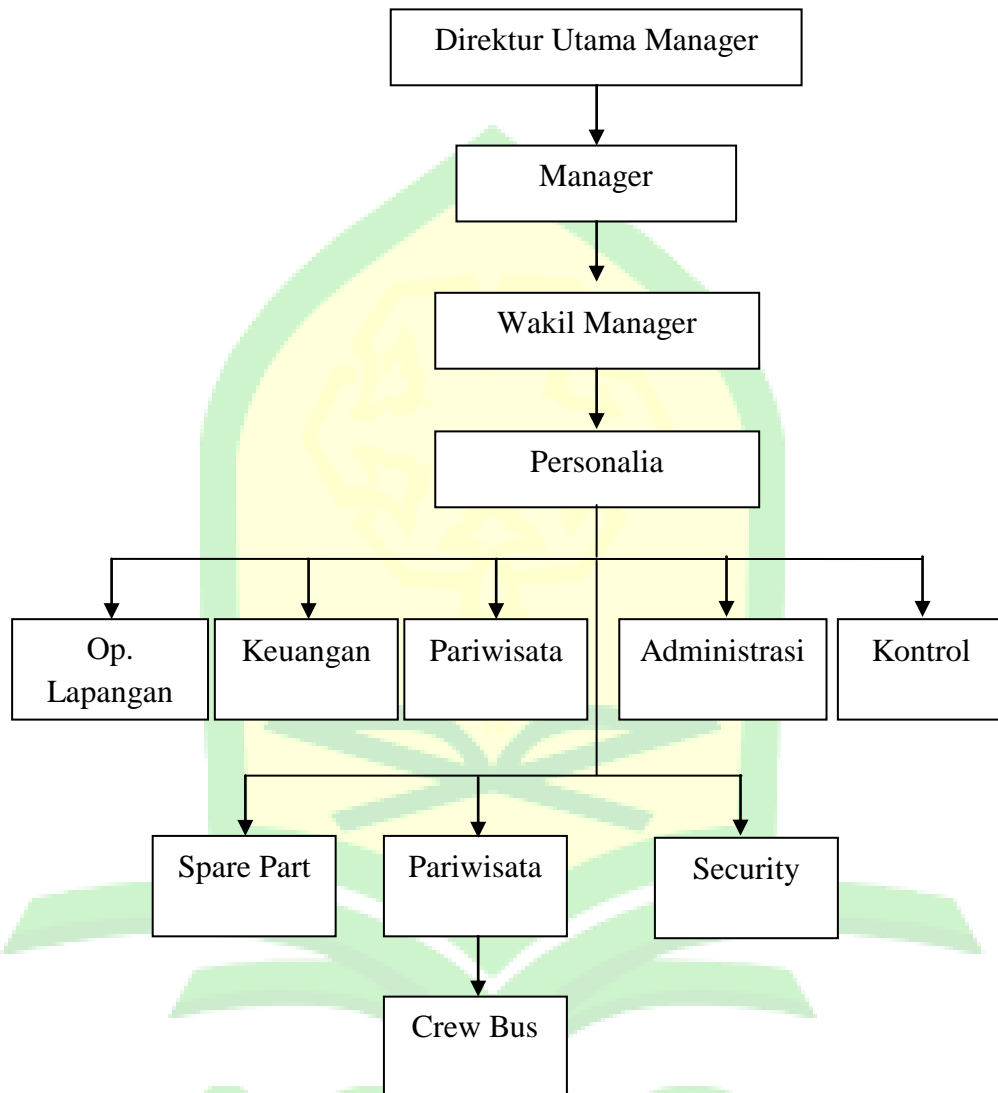 Direktur Utama Manager
Manager
Wakil Manager
Personalia
Op.
Lapangan
Keuangan
Pariwisata
Administrasi
Kontrol
Spare Part
Pariwisata
Security
Crew Bus